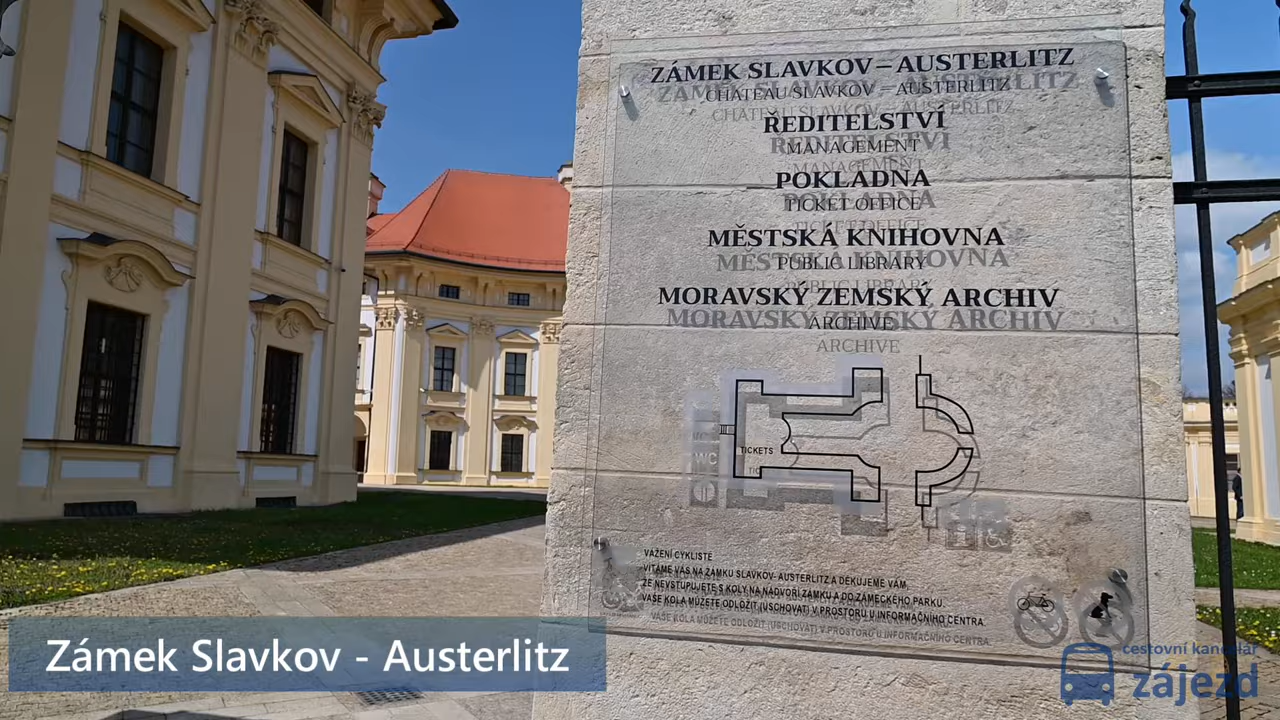 ZÁMEK SLAVKOV – AUSTERLITZ
CHATEAU SLAVKOV – AUSTERLITZ
ŘEDITELSTVÍ
MANAGEMENT
POKLADNA
TICKET OFFICE
MĚSTSKÁ KNIHOVNA
PUBLIC LIBRARY
MORAVSKÝ ZEMSKÝ ARCHIV
ARCHIVE
TICKETS
WC
VÁŽENÍ CYKLISTÉ
VÍTÁME VÁS NA ZÁMKU SLAVKOV- AUSTERLITZ A DĚKUJEME VÁM,
ŽE NEVSTUPUJETE S KOLY NA NÁDVOŘÍ ZÁMKU A DO ZÁMECKÉHO PARKU.
VAŠE KOLA MŮŽETE ODLOŽIT (USCHOVAT) V PROSTORU U INFORMAČNÍHO CENTRA
Zámek Slavkov - Austerlitz
cestovní kancelář
zájezd